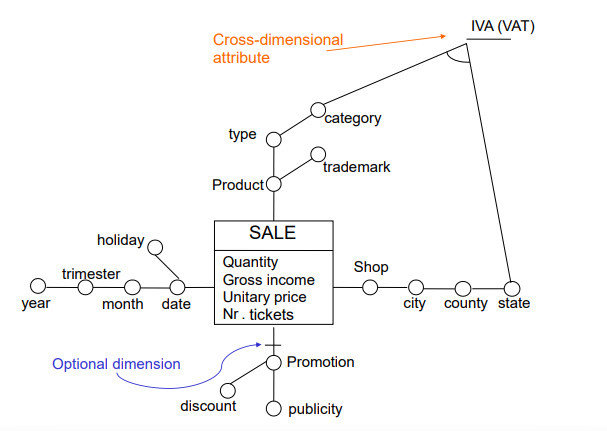 IVA (VAT)
Cross-dimensional
attribute
category
type
trademark
Product
SALE
holiday
Quantity
Gross income
Unitary price
Nr . tickets
Shop
trimester
year
month
date
city
county
state
Optional dimension
Promotion
discount
publicity